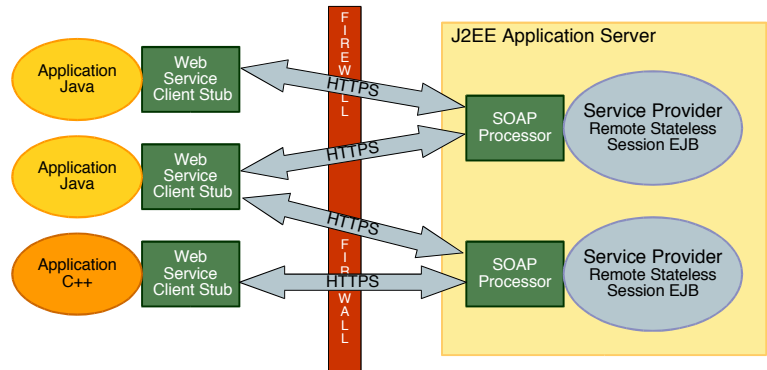 J2EE Application Server
Application
Java
Web
Service
Client Stub
HTTPS
SOAP
Processor
Service Provider
Remote Stateless
Session EJB
Application
Java
Web
Service
Client Stub
HTTPS
HTTPS
Application
C++
Web
Service
Client Stub
HTTPS
SOAP
Processor
Service Provider
Remote Stateless
Session EJB
FIREWALL
FIR WALL